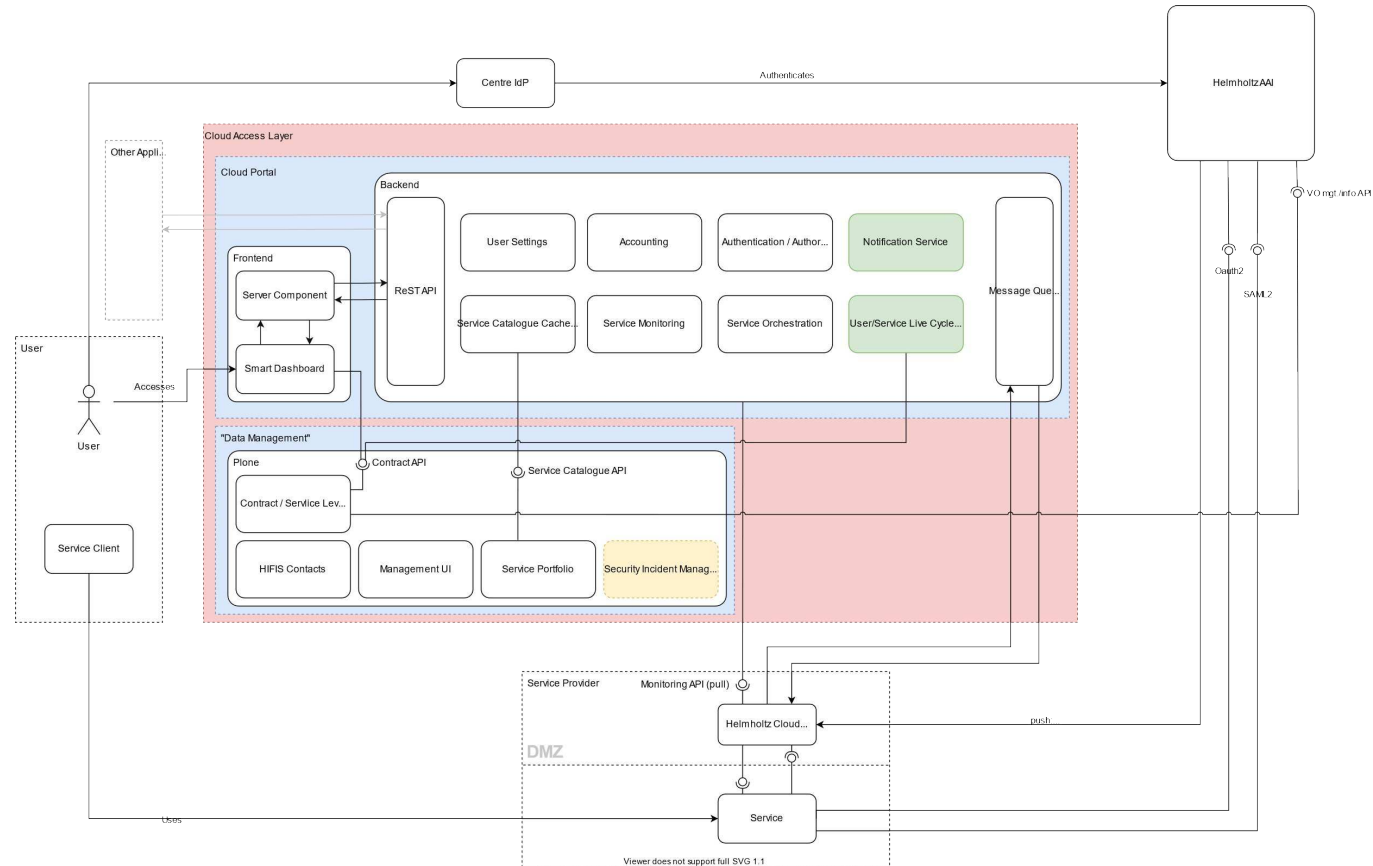 Centre IdP
Authenticates
HelmholtzAAI
Cloud Access Layer
Other Appli...
Cloud Portal
Backend
VO mgt /info API
User Settings
Accounting
Authentication / Author...
Notification Service
Frontend
Server Component
ReST API
Message Que...
Oauth2
SAML2
Service Catalogue Cache...
Service Monitoring
Service Orchestration
User/Service Live Cycle...
User
Smart Dashboard
Accesses
User
"Data Management"
Plone
Contract API
Service Catalogue API
Contract / Serviice Lev...
Service Client
HIFIS Contacts
Management UI
Service Portfolio
Security Incident Manag...
Service Provider
Monitoring API (pull)
Helmholtz Cloud...
push
DMZ
Uses
Service
Viewer does not support full SVG 1.1